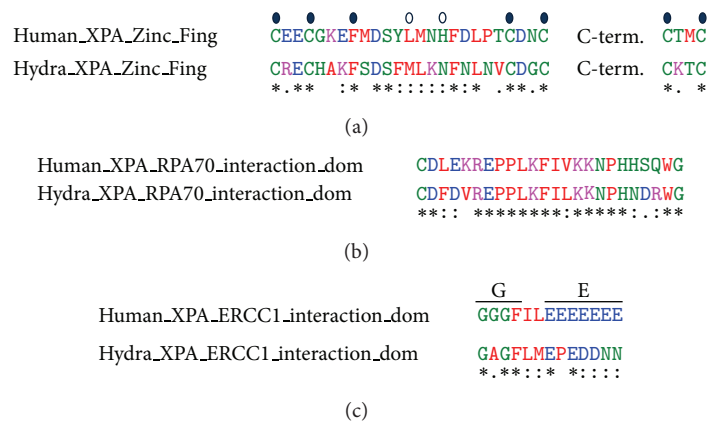 Human_XPA_Zinc_Fing CEECGKEFMDSYLMNHFDLPTCDNC C-term. CTMC
Hydra_XPA_Zinc_Fing CRECHAKFSDSFMLKNFNLNVCDGC C-term. CKTC
*.** :* **:::::**.* .**.* *. *
(a)
Human_XPA_RPA70_interaction_dom CDLEKREPPLKFIVKKNPHHSQWG
Hydra_XPA_RPA70_interaction_dom CDFDVREPPLKFILKKNPHNDRWG
**:: ********:*****:.:**
(c)
G E
Human_XPA_ERCC1_interaction_dom GGGFILEEEEEEE
Hydra_XPA_ERCC1_interaction_dom GAGFLMEPEDDNN
*.**::* *::::
(c)